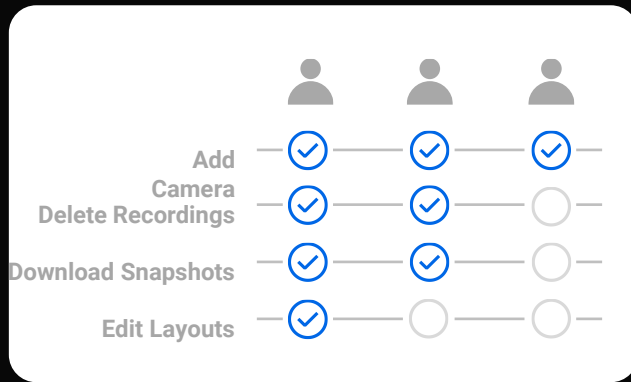 Add
Camera
Delete Recordings
Download Snapshots
Edit Layouts